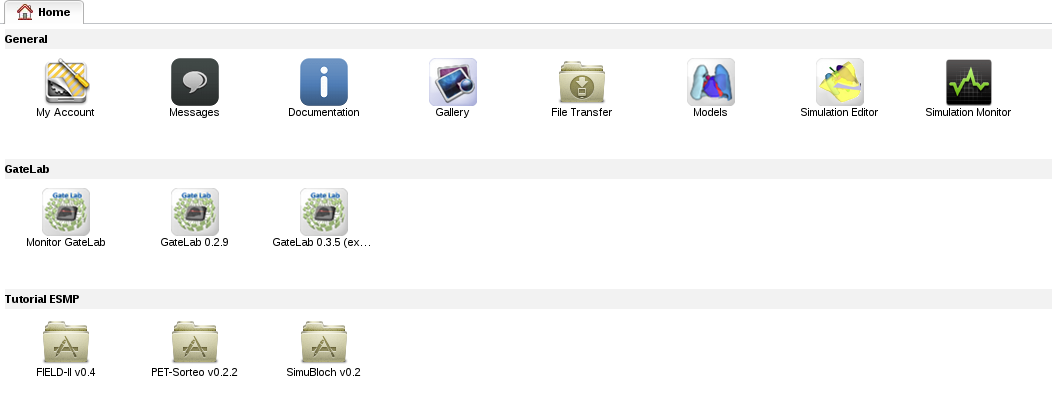 Home
General
My Account
Messages
Documentation
Gallery
File Transfer
Models
Simulation Editor
Simulation Monitor
GateLab
Gate Lab
Gate Lab
Gate Lab
Monitor GateLab
GateLab 0.2.9
GateLab 0.3.5 (ex...
Tutorial ESMP
FIELD-II v0.4
PET-Sorteo v0.2.2
SimuBloch v0.2